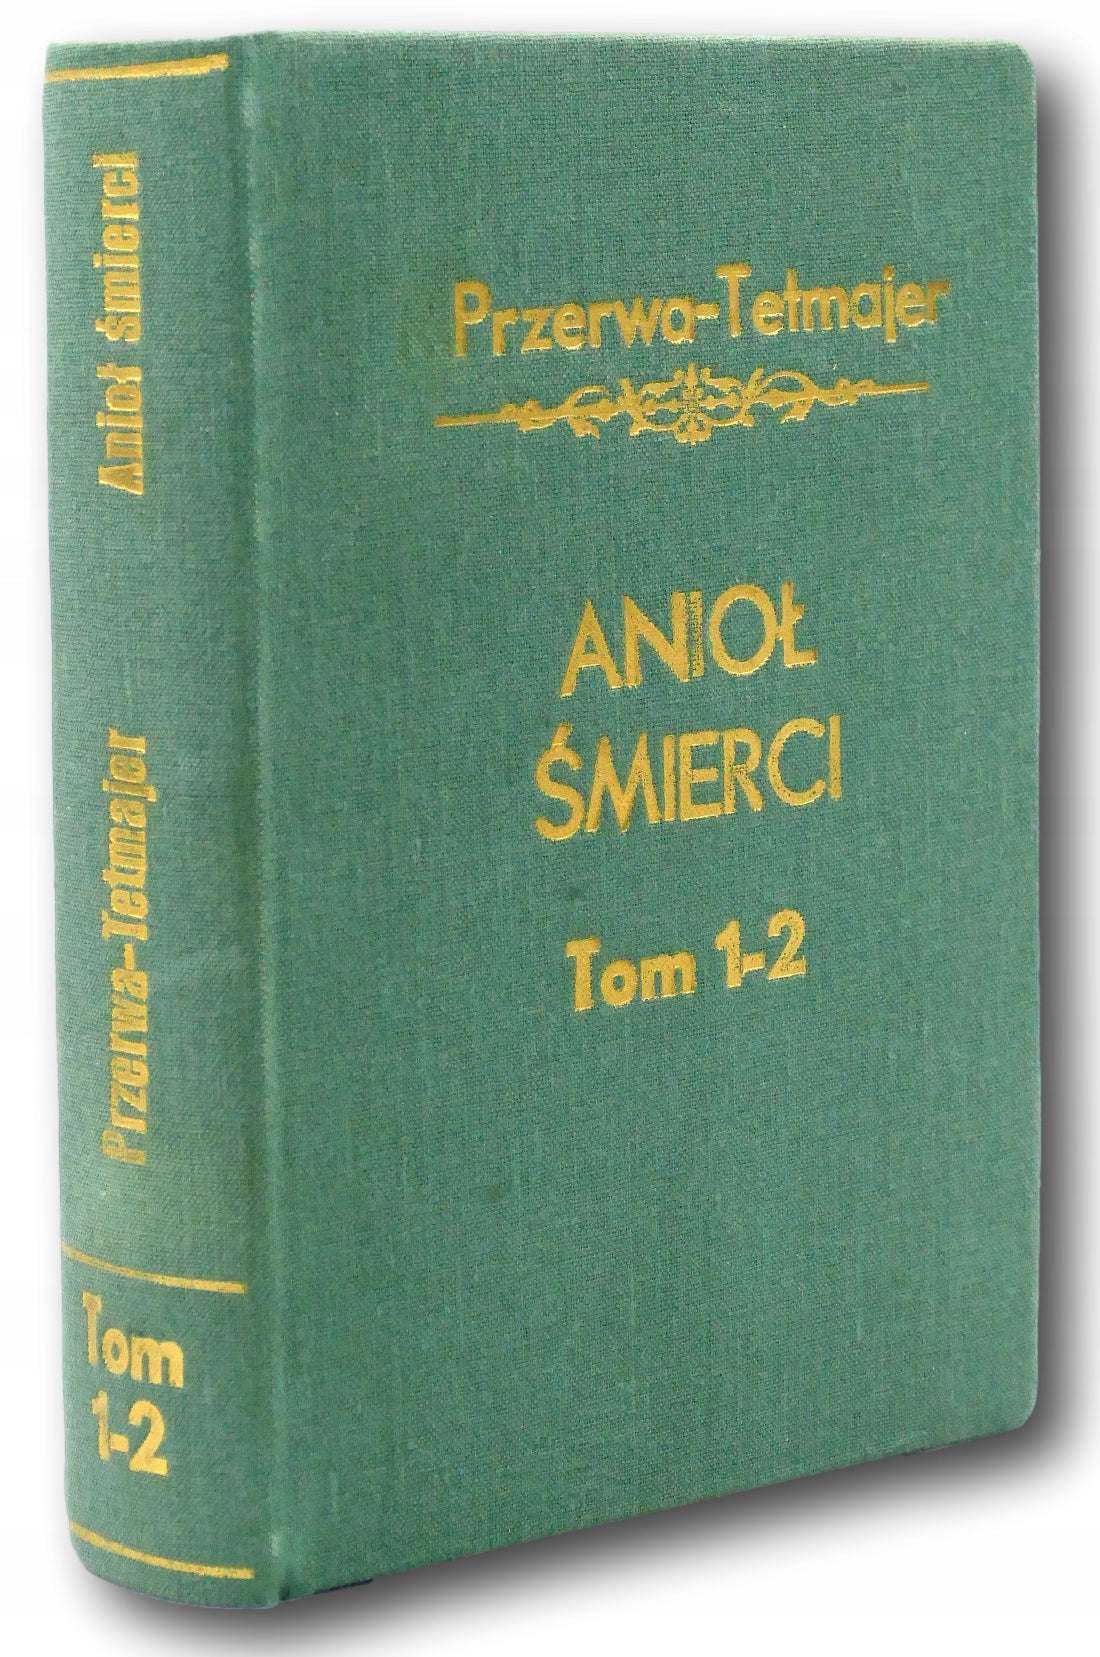 Przerwa-Tetmajer
ANIOŁ
ŚMIERCI
Tom 1-2
Przerwa-Tetmajer Anioł śmierci
Tom
1-2